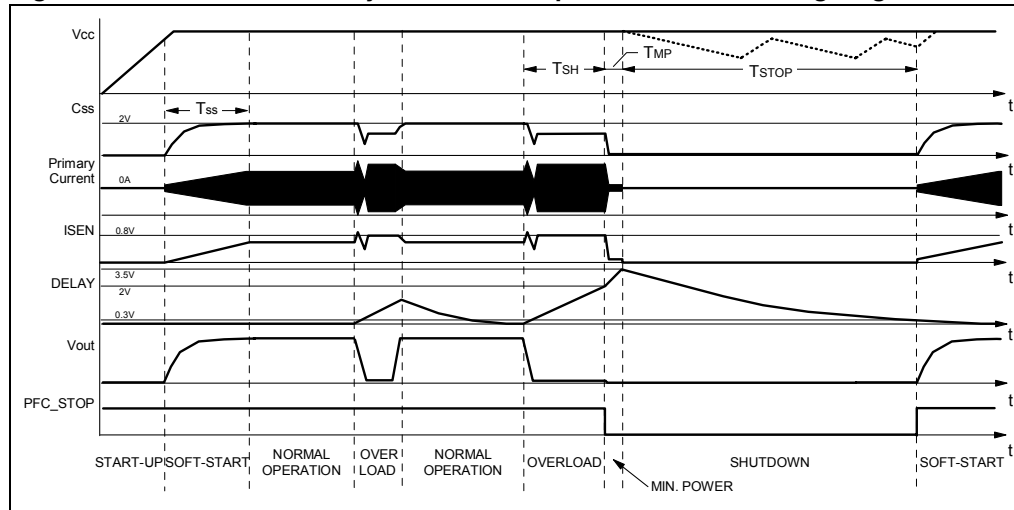 Vcc
TMP
TSH
TSTOP
t
Css
Tss
2V
t
Primary
Current
0A
t
ISEN
0.8V
t
DELAY
3.5V
2V
0.3V
t
Vout
t
PFC_STOP
t
START-UP
SOFT-START
NORMAL
OPERATION
OVER
LOAD
NORMAL
OPERATION
OVERLOAD
MIN. POWER
SHUTDOWN
SOFT-START